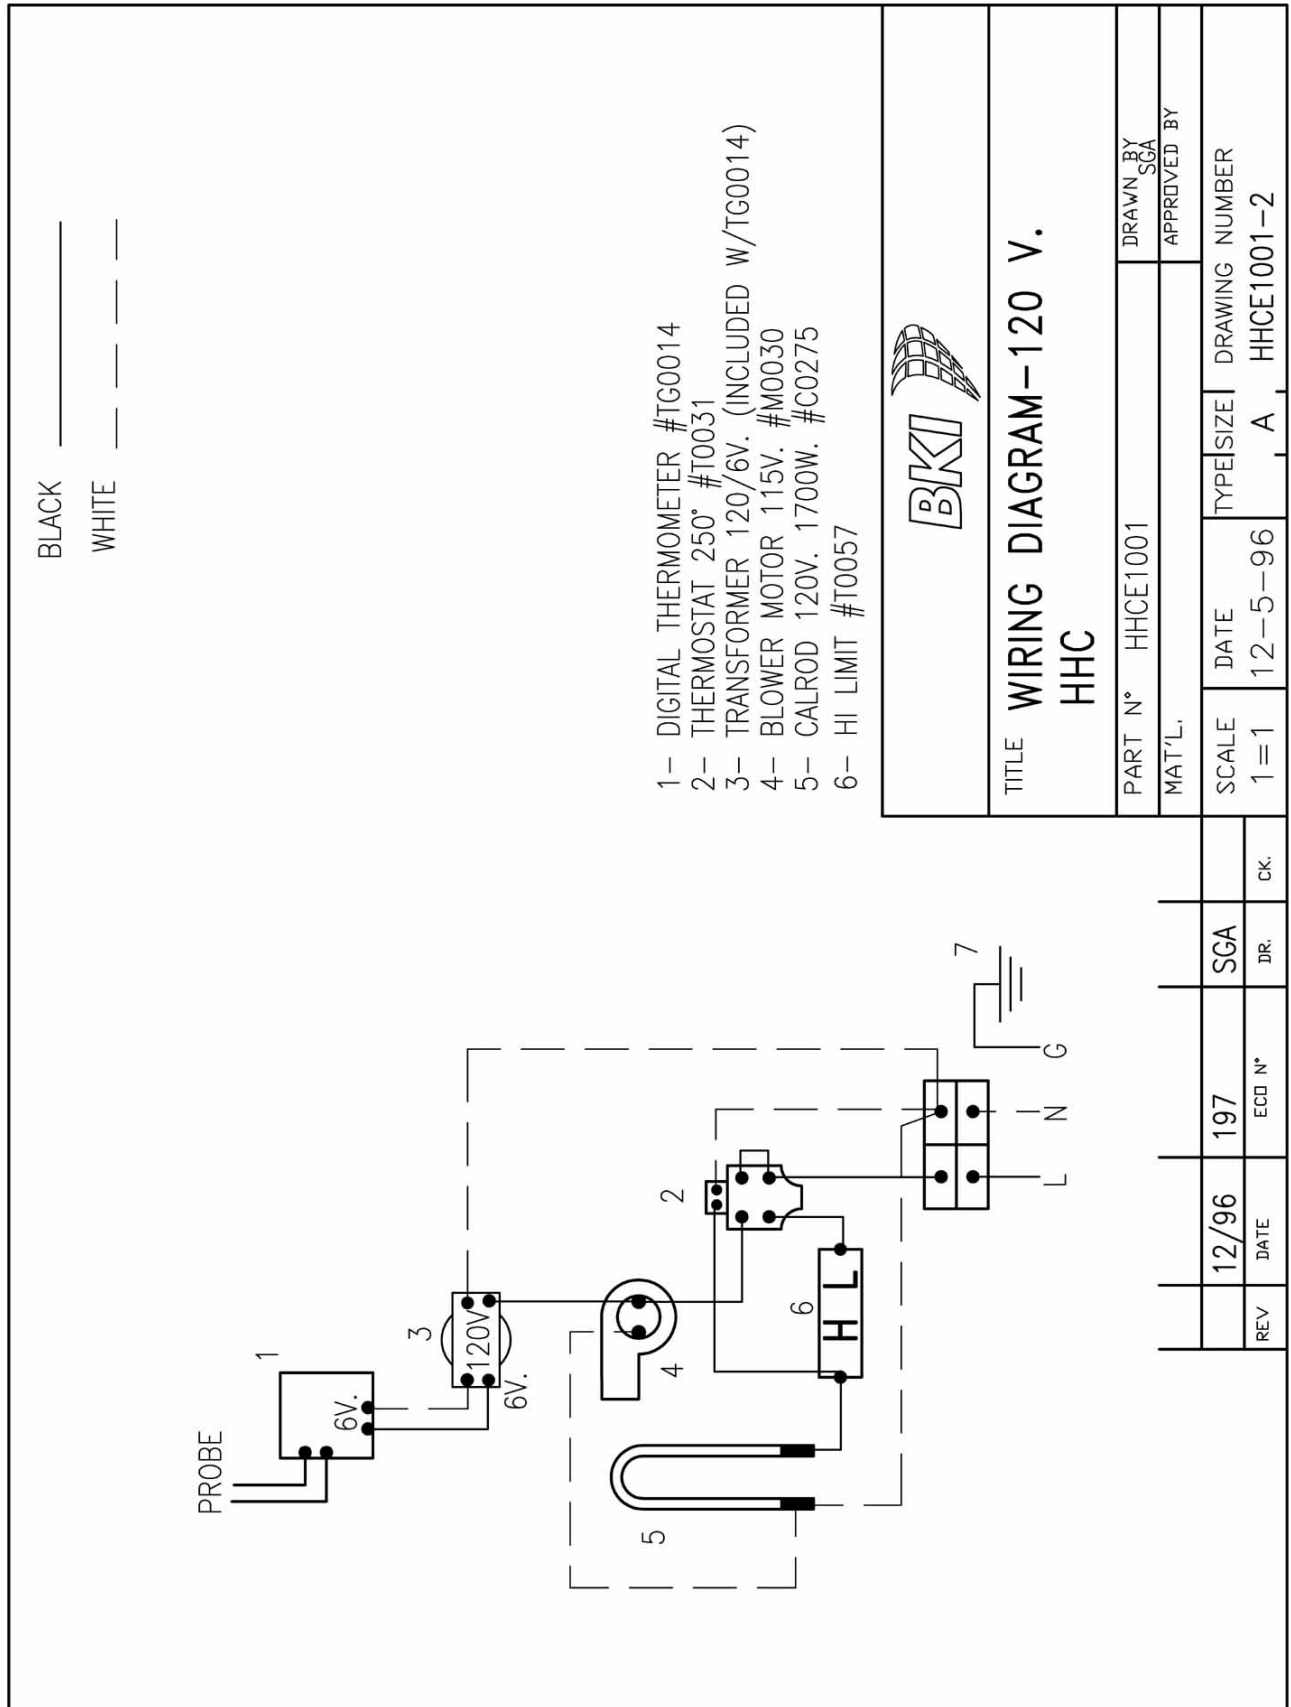 BLACK
WHITE
PROBE
1
6V.
3
120V
6V.
4
2
5
6
H L
L
N
G
7
1- DIGITAL THERMOMETER #TG0014
2- THERMOSTAT 250° #T0031
3- TRANSFORMER 120/6V. (INCLUDED W/TG0014)
4- BLOWER MOTOR 115V. #M0030
5- CALROD 120V. 1700W. #C0275
6- HI LIMIT #T0057
BKI
TITLE WIRING DIAGRAM-120 V.
HHC
PART N° HHCE1001
DRAWN BY
SGA
MAT'L.
APPROVED BY
SCALE
1=1
DATE
12-5-96
TYPE
SIZE
A
DRAWING NUMBER
HHCE1001-2
12/96 197 SGA
REV DATE ECO N° DR. CK.